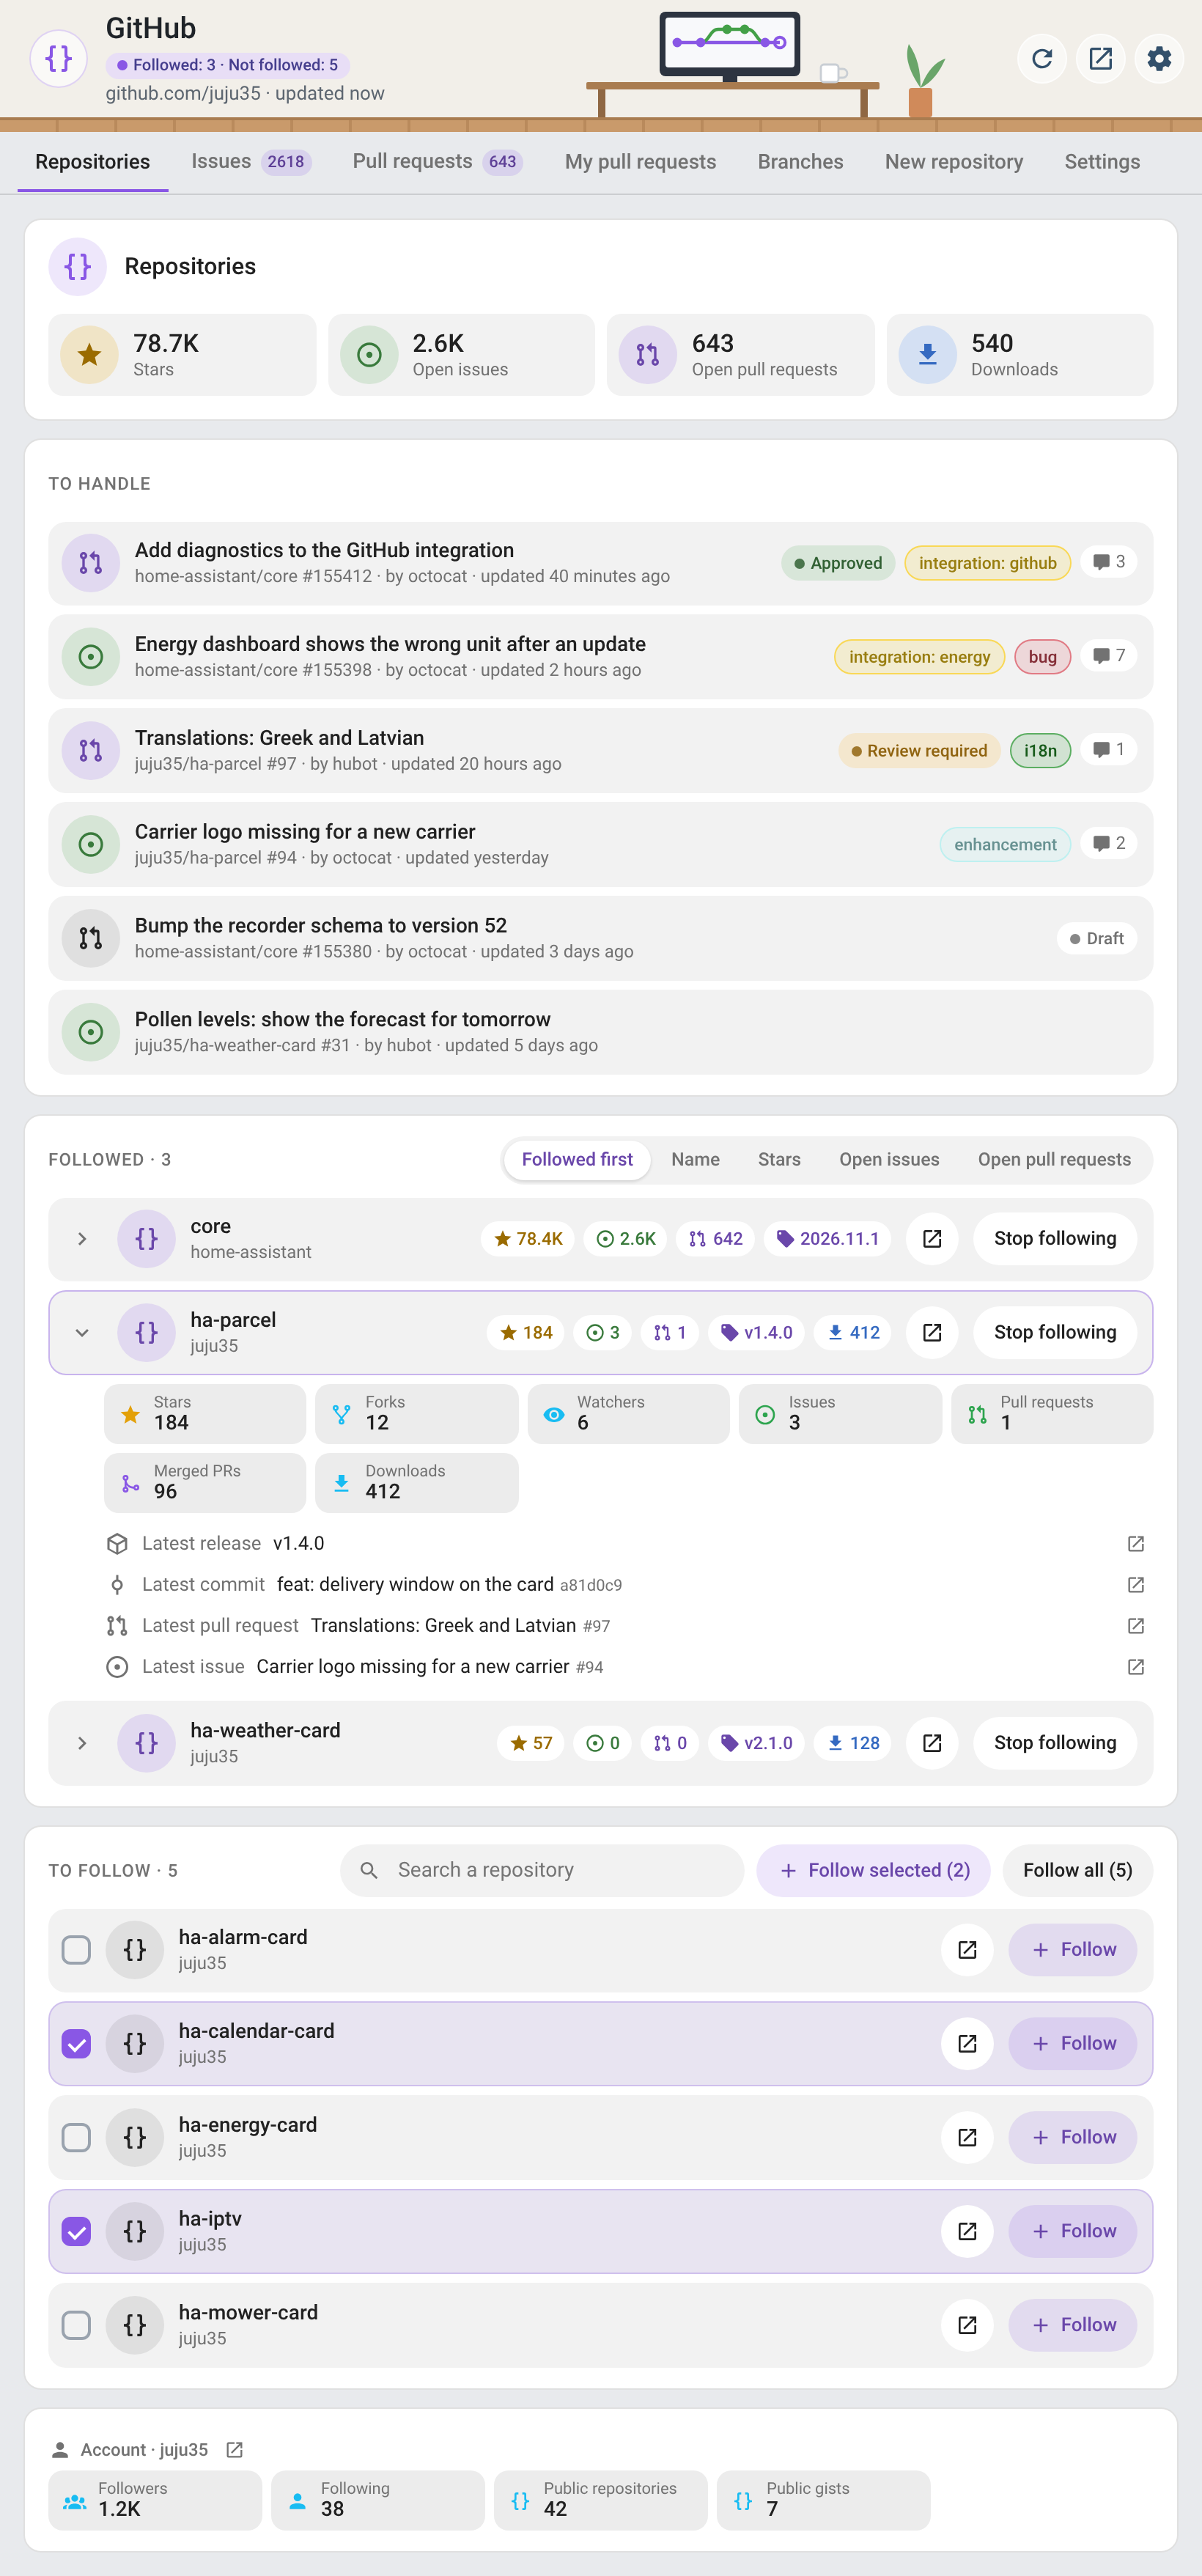 GitHub
Followed: 3 · Not followed: 5
github.com/juju35 · updated now
Repositories
Issues 2618
Pull requests 643
My pull requests
Branches
New repository
Settings
Repositories
78.7K
Stars
2.6K
Open issues
643
Open pull requests
540
Downloads
TO HANDLE
Add diagnostics to the GitHub integration
home-assistant/core #155412 · by octocat · updated 40 minutes ago
Approved
integration: github
3
Energy dashboard shows the wrong unit after an update
home-assistant/core #155398 · by octocat · updated 2 hours ago
integration: energy
bug
7
Translations: Greek and Latvian
juju35/ha-parcel #97 · by hubot · updated 20 hours ago
Review required
i18n
1
Carrier logo missing for a new carrier
juju35/ha-parcel #94 · by octocat · updated yesterday
enhancement
2
Bump the recorder schema to version 52
home-assistant/core #155380 · by octocat · updated 3 days ago
Draft
Pollen levels: show the forecast for tomorrow
juju35/ha-weather-card #31 · by hubot · updated 5 days ago
FOLLOWED · 3
Followed first
Name
Stars
Open issues
Open pull requests
core
home-assistant
78.4K
2.6K
642
2026.11.1
Stop following
ha-parcel
juju35
184
3
1
v1.4.0
412
Stop following
Stars
184
Forks
12
Watchers
6
Issues
3
Pull requests
1
Merged PRs
96
Downloads
412
Latest release v1.4.0
Latest commit feat: delivery window on the card a81d0c9
Latest pull request Translations: Greek and Latvian #97
Latest issue Carrier logo missing for a new carrier #94
ha-weather-card
juju35
57
0
0
v2.1.0
128
Stop following
TO FOLLOW · 5
Search a repository
+ Follow selected (2)
Follow all (5)
{} ha-alarm-card
juju35
+ Follow
{} ha-calendar-card
juju35
+ Follow
{} ha-energy-card
juju35
+ Follow
{} ha-iptv
juju35
+ Follow
{} ha-mower-card
juju35
+ Follow
Account · juju35
Followers
1.2K
Following
38
Public repositories
42
Public gists
7